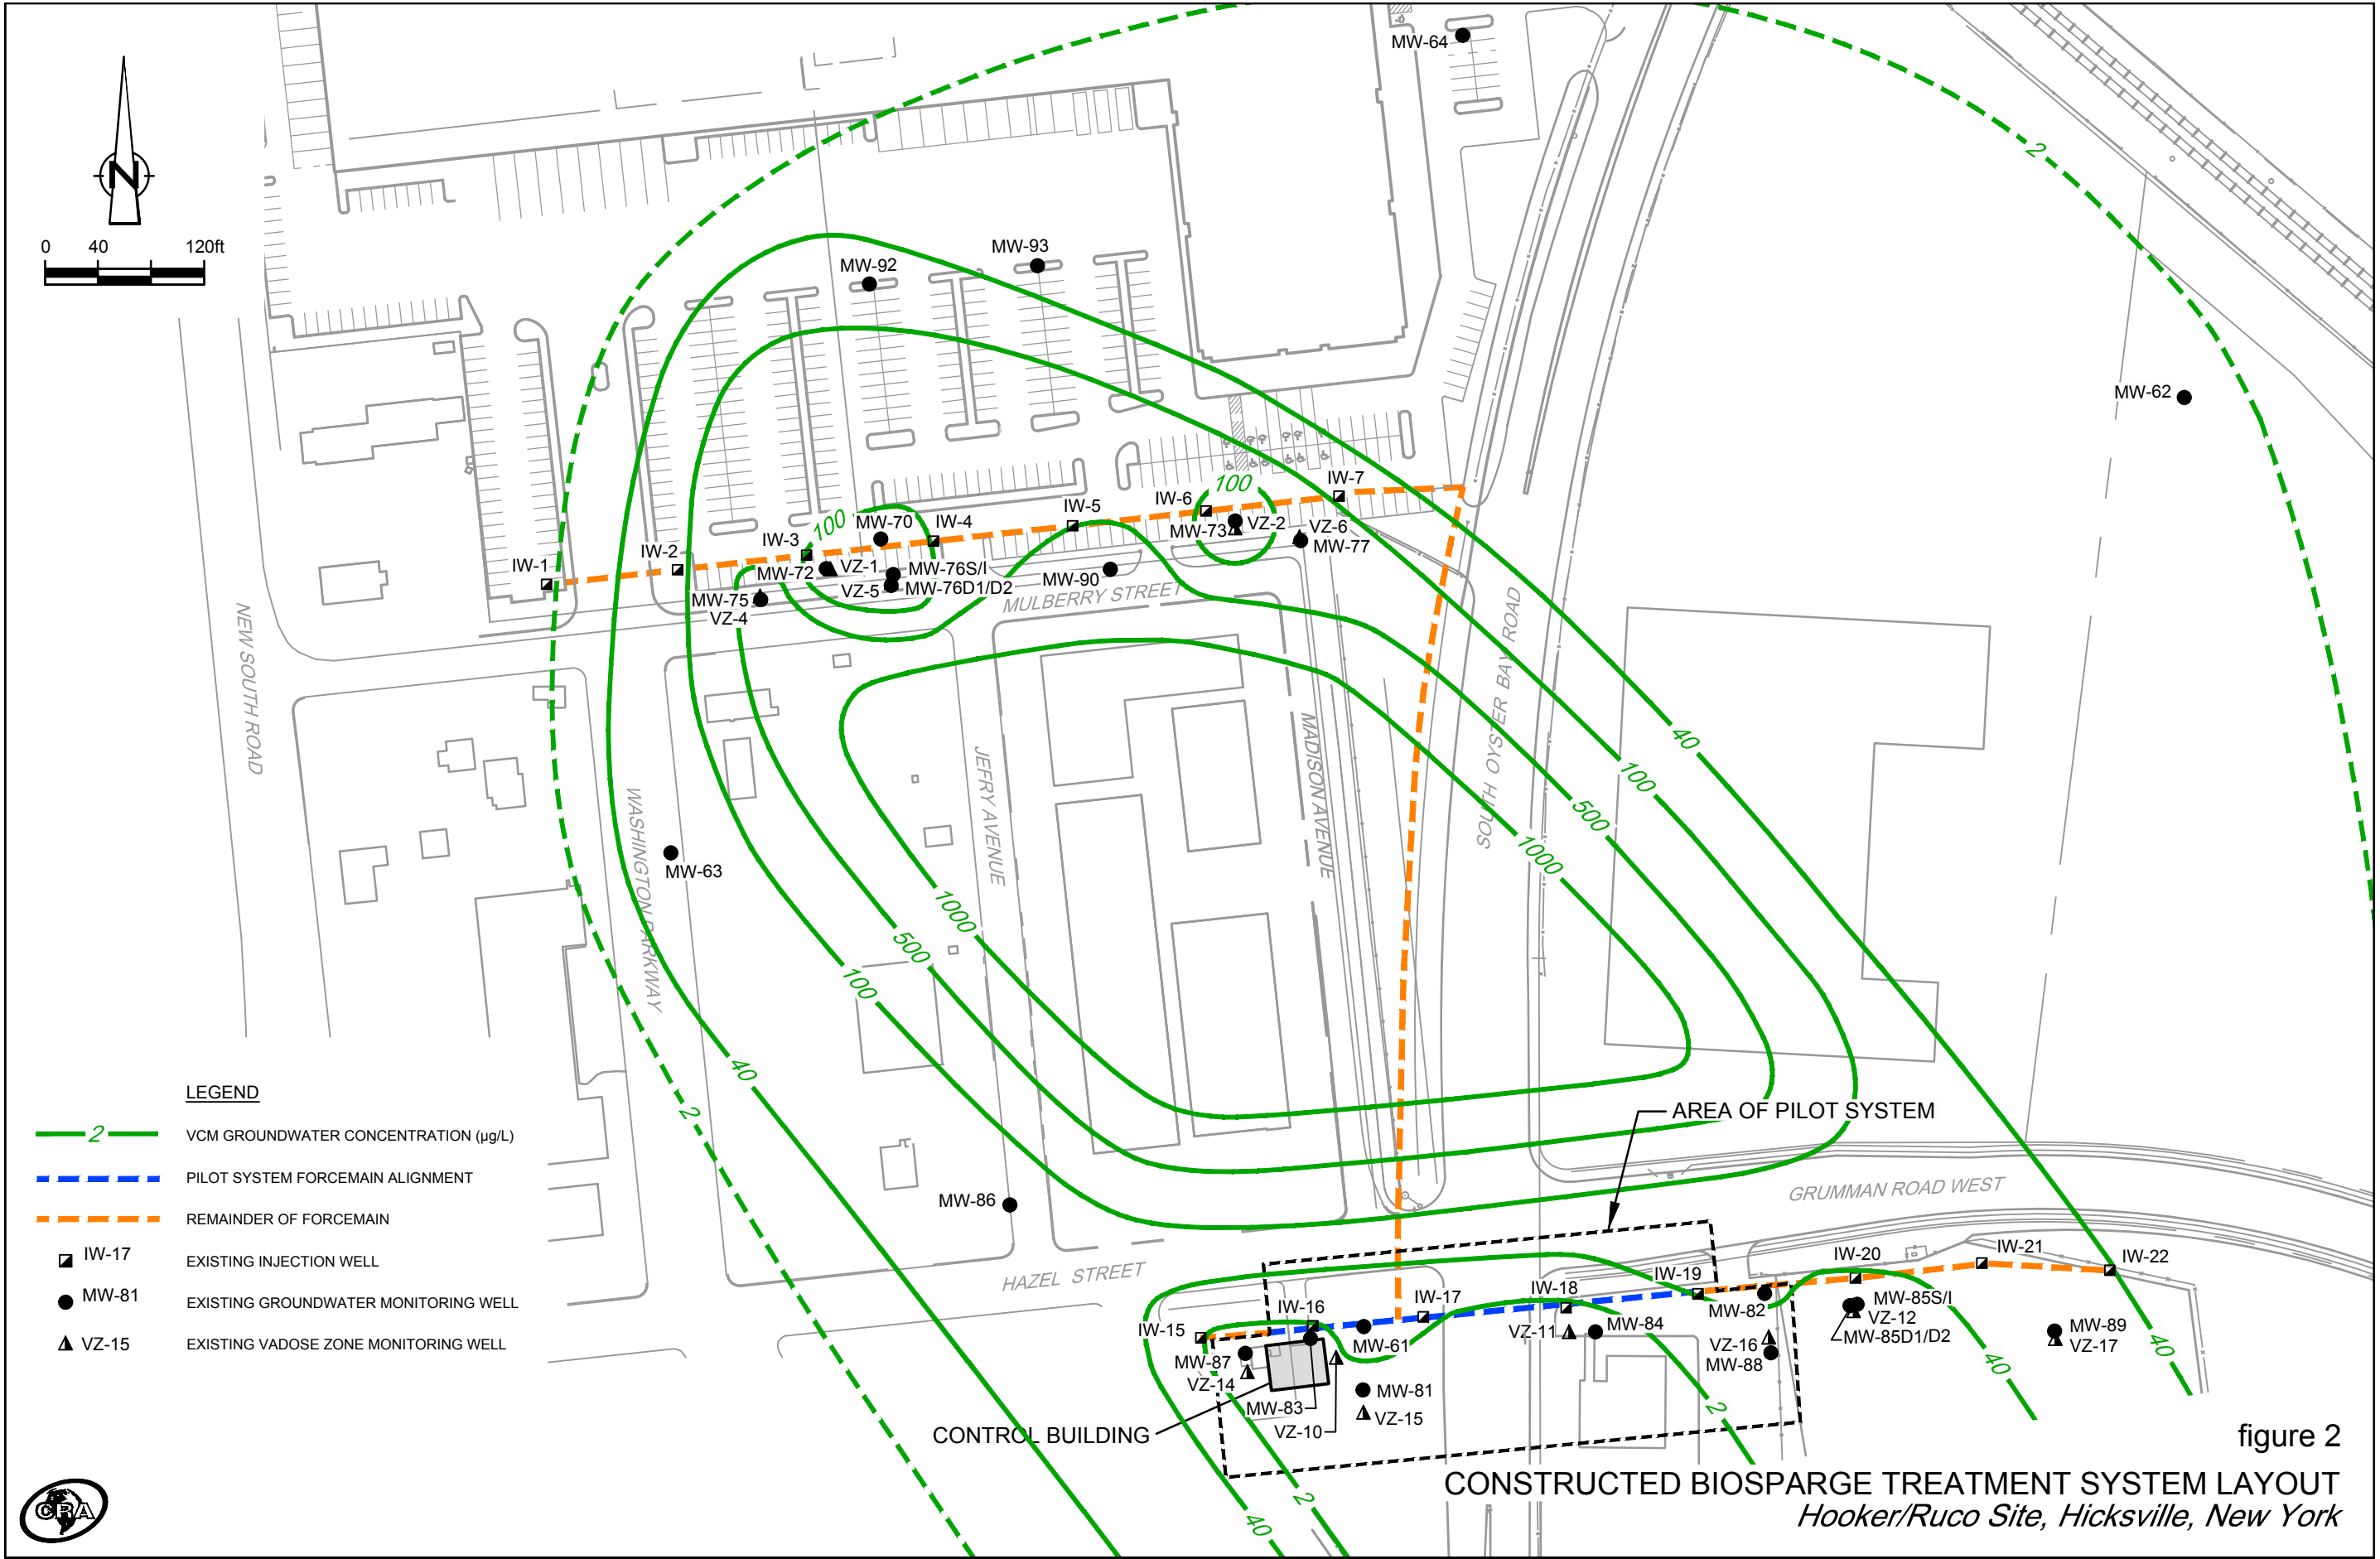 MW-64
N
2
0 40 120ft
MW-93
MW-92
MW-62
IW-7
100
IW-6
IW-5
100
MW-70
IW-4
MW-73
VZ-2
VZ-6
MW-77
IW-3
IW-2
IW-1
MW-72
VZ-1
MW-76S/I
VZ-5
MW-76D1/D2
MW-90
MW-75
VZ-4
MULBERRY STREET
NEW SOUTH ROAD
SOUTH OYSTER BAY ROAD
40
100
500
1000
MADISON AVENUE
JEFRY AVENUE
WASHINGTON PARKWAY
MW-63
1000
500
100
40
2
LEGEND
2 VCM GROUNDWATER CONCENTRATION (µg/L)
PILOT SYSTEM FORCEMAIN ALIGNMENT
REMAINDER OF FORCEMAIN
IW-17 EXISTING INJECTION WELL
MW-81 EXISTING GROUNDWATER MONITORING WELL
VZ-15 EXISTING VADOSE ZONE MONITORING WELL
AREA OF PILOT SYSTEM
GRUMMAN ROAD WEST
MW-86
HAZEL STREET
IW-15
IW-16
IW-17
IW-18
IW-19
IW-20
IW-21
IW-22
MW-82
MW-85S/I
VZ-12
MW-85D1/D2
MW-89
VZ-17
MW-61
VZ-11
MW-84
VZ-16
MW-88
MW-87
VZ-14
MW-81
VZ-15
MW-83
VZ-10
2
40
40
2
40
CONTROL BUILDING
CRA
figure 2
CONSTRUCTED BIOSPARGE TREATMENT SYSTEM LAYOUT
Hooker/Ruco Site, Hicksville, New York